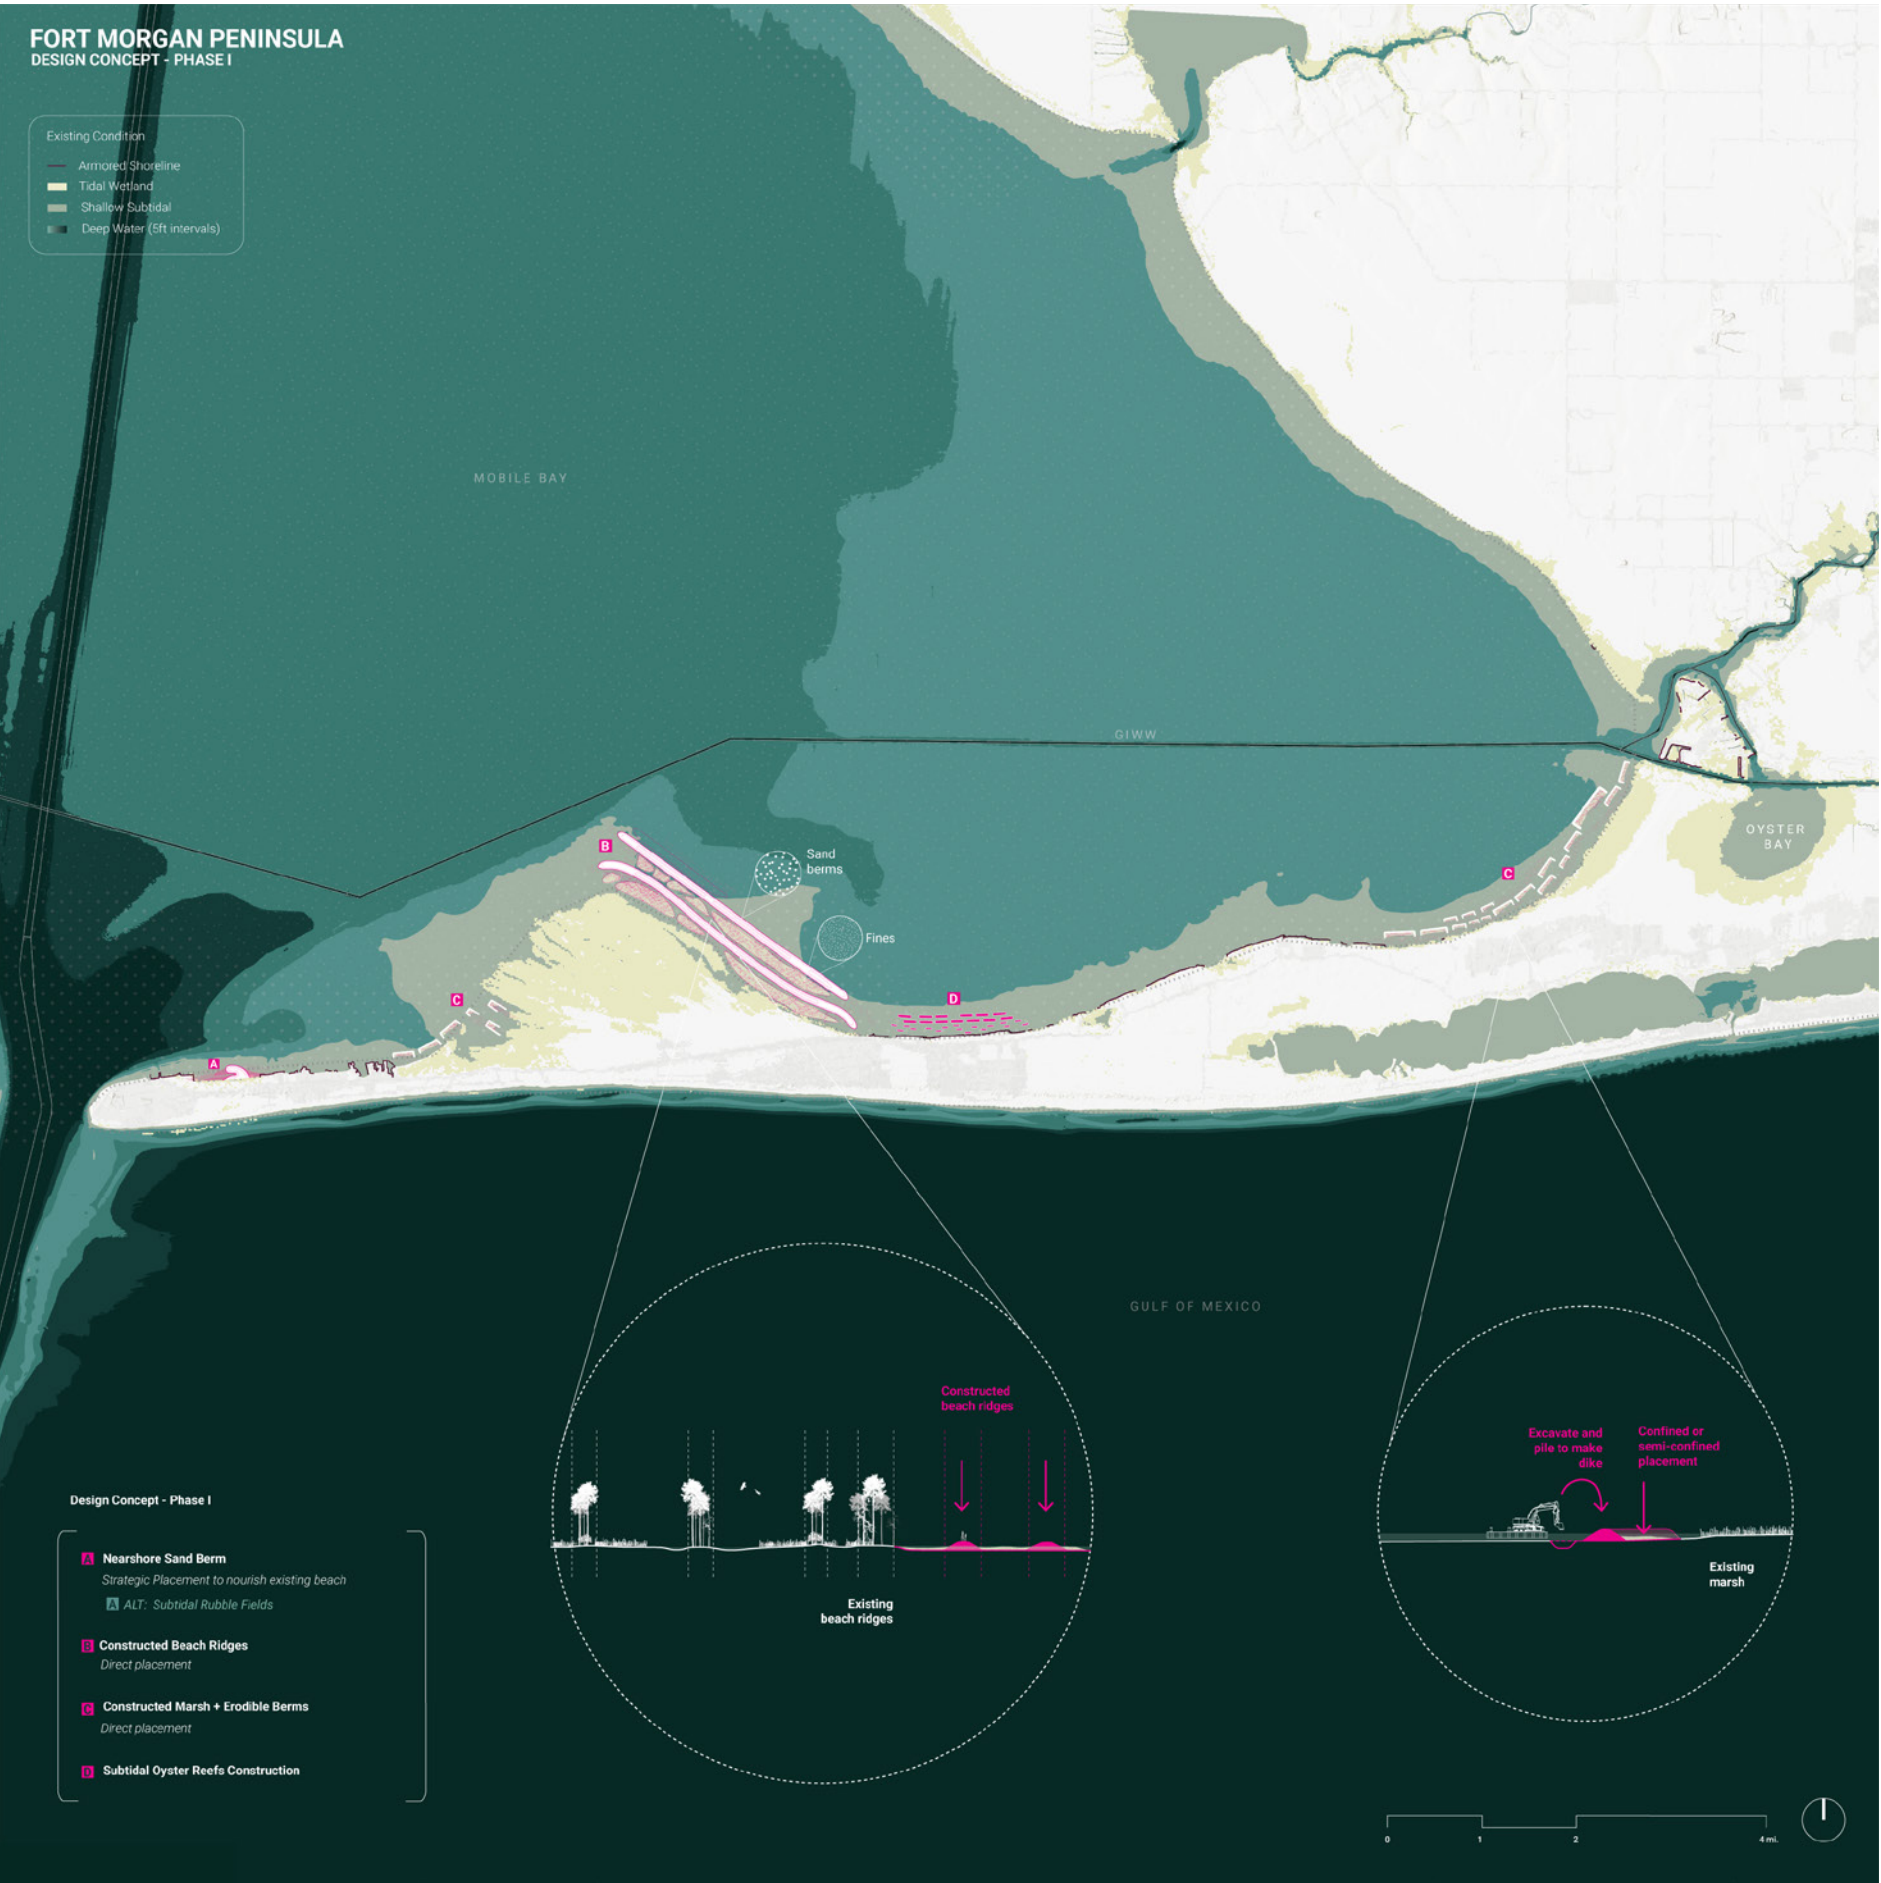 FORT MORGAN PENINSULA
DESIGN CONCEPT - PHASE I
Existing Condition
Armored Shoreline
Tidal Wetland
Shallow Subtidal
Deep Water (5ft intervals)
MOBILE BAY
GIWW
OYSTER
BAY
B
Sand
berms
Fines
C
C
D
A
GULF OF MEXICO
Constructed
beach ridges
Existing
beach ridges
Excavate and
pile to make
dike
Confined or
semi-confined
placement
Existing
marsh
Design Concept - Phase I
A Nearshore Sand Berm
Strategic Placement to nourish existing beach
A ALT: Subtidal Rubble Fields
B Constructed Beach Ridges
Direct placement
C Constructed Marsh + Erodible Berms
Direct placement
D Subtidal Oyster Reefs Construction
0 1 2 4 mi.